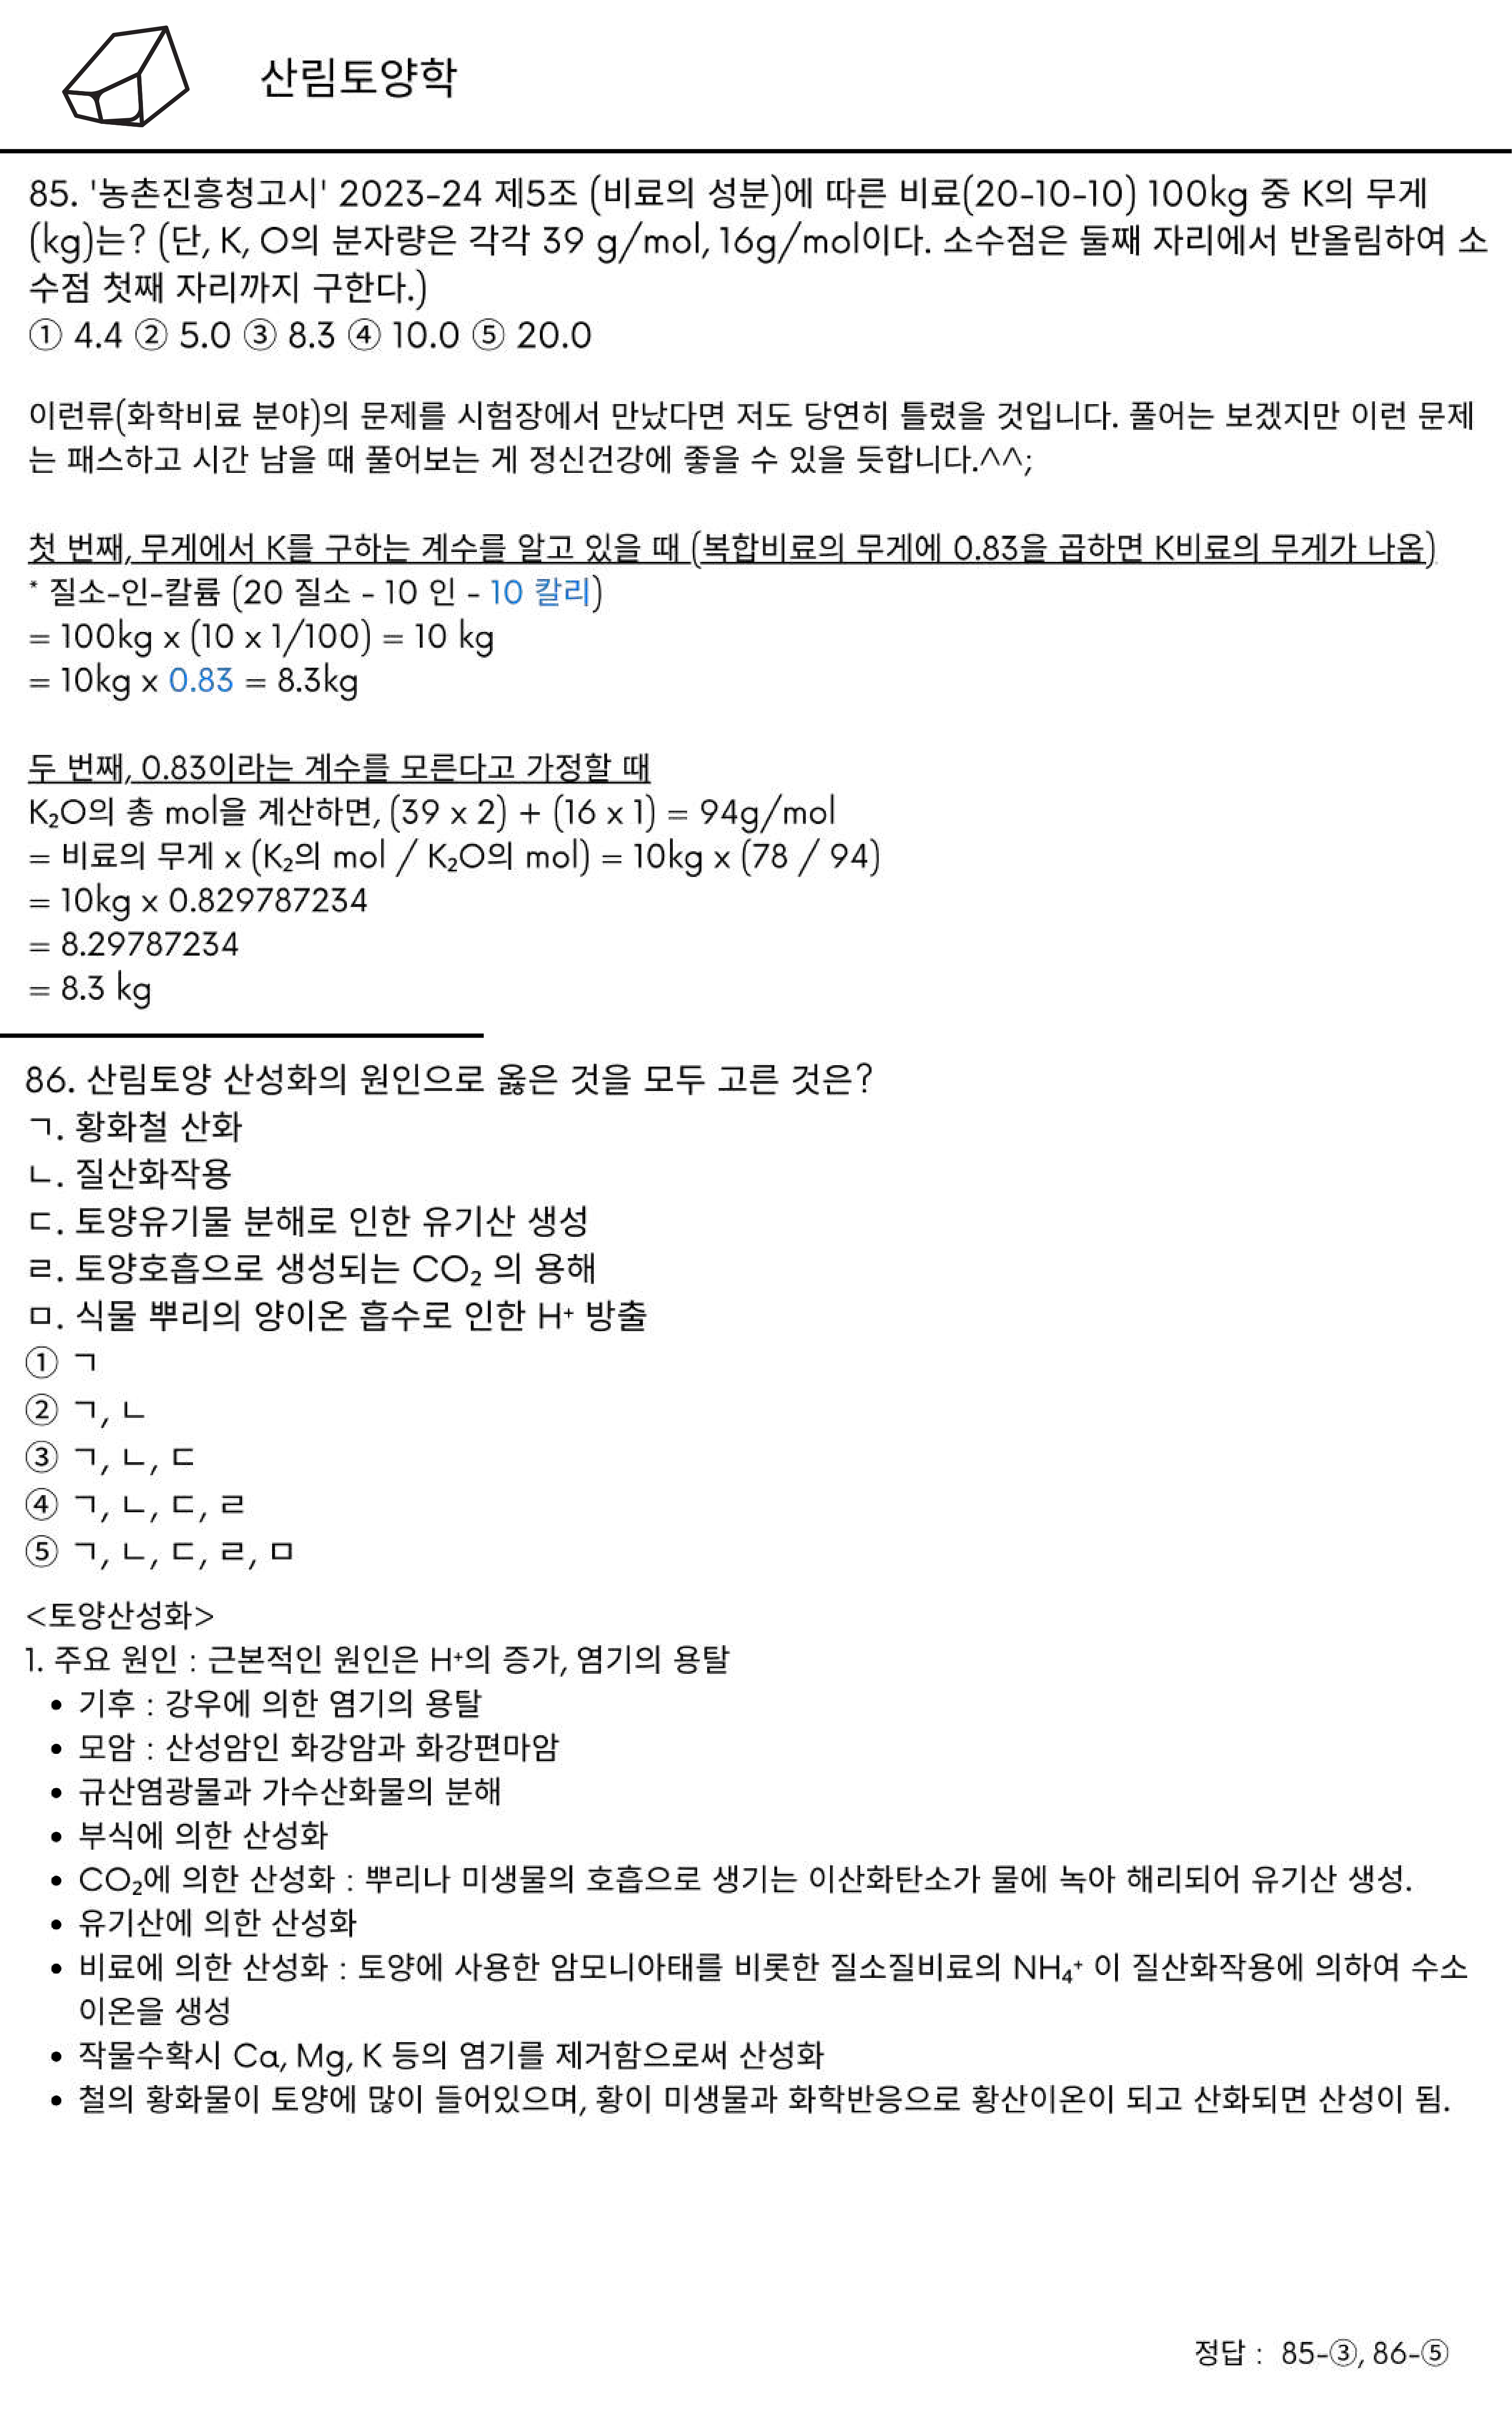 산림토양학
85. '농촌진흥청고시' 2023-24 제5조 (비료의 성분)에 따른 비료(20-10-10) 100kg 중 K의 무게
(kg)는? (단, K, O의 분자량은 각각 39 g/mol, 16g/mol이다. 소수점은 둘째 자리에서 반올림하여 소
수점 첫째 자리까지 구한다.)
① 4.4 ② 5.0 ③ 8.3 ④ 10.0 ⑤ 20.0
이런류(화학비료 분야)의 문제를 시험장에서 만났다면 저도 당연히 틀렸을 것입니다. 풀어는 보겠지만 이런 문제
는 패스하고 시간 남을 때 풀어보는 게 정신건강에 좋을 수 있을 듯합니다.^^;
첫 번째, 무게에서 K를 구하는 계수를 알고 있을 때 (복합비료의 무게에 0.83을 곱하면 K비료의 무게가 나옴)
* 질소-인-칼륨 (20 질소 - 10 인 - 10 칼리)
= 100kg x (10 x 1/100) = 10 kg
= 10kg x 0.83 = 8.3kg
두 번째, 0.83이라는 계수를 모른다고 가정할 때
K₂O의 총 mol을 계산하면, (39 x 2) + (16 x 1) = 94g/mol
= 비료의 무게 x (K₂의 mol / K₂O의 mol) = 10kg x (78 / 94)
= 10kg x 0.829787234
= 8.29787234
= 8.3 kg
86. 산림토양 산성화의 원인으로 옳은 것을 모두 고른 것은?
ㄱ. 황화철 산화
ㄴ. 질산화작용
ㄷ. 토양유기물 분해로 인한 유기산 생성
ㄹ. 토양호흡으로 생성되는 CO₂ 의 용해
ㅁ. 식물 뿌리의 양이온 흡수로 인한 H⁺ 방출
① ㄱ
② ㄱ, ㄴ
③ ㄱ, ㄴ, ㄷ
④ ㄱ, ㄴ, ㄷ, ㄹ
⑤ ㄱ, ㄴ, ㄷ, ㄹ, ㅁ
<토양산성화>
1. 주요 원인 : 근본적인 원인은 H⁺의 증가, 염기의 용탈
• 기후 : 강우에 의한 염기의 용탈
• 모암 : 산성암인 화강암과 화강편마암
• 규산염광물과 가수산화물의 분해
• 부식에 의한 산성화
• CO₂에 의한 산성화 : 뿌리나 미생물의 호흡으로 생기는 이산화탄소가 물에 녹아 해리되어 유기산 생성.
• 유기산에 의한 산성화
• 비료에 의한 산성화 : 토양에 사용한 암모니아태를 비롯한 질소질비료의 NH₄⁺ 이 질산화작용에 의하여 수소
이온을 생성
• 작물수확시 Ca, Mg, K 등의 염기를 제거함으로써 산성화
• 철의 황화물이 토양에 많이 들어있으며, 황이 미생물과 화학반응으로 황산이온이 되고 산화되면 산성이 됨.
정답 : 85-③, 86-⑤